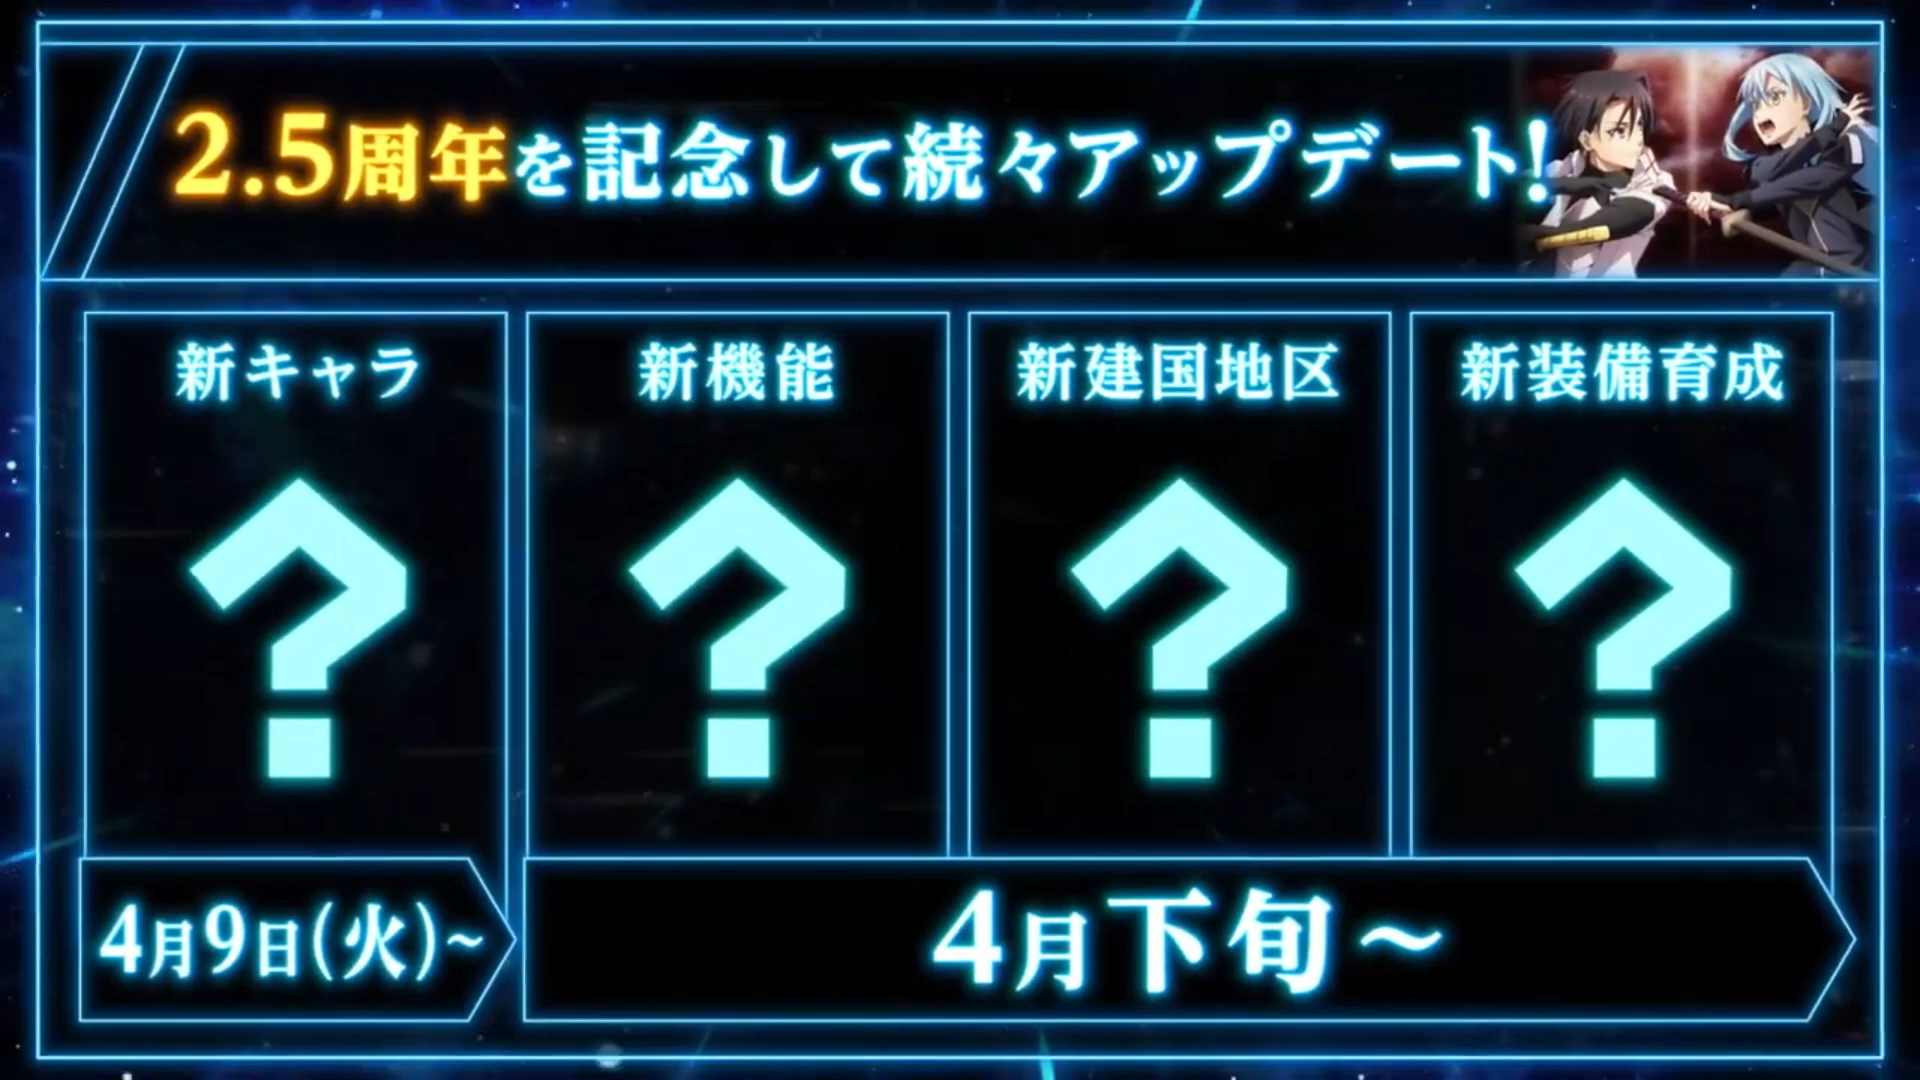 2.5周年を記念して続々アップデート!
新キャラ
新機能
新建国地区
新装備育成
?
?
?
?
4月9日(火)~
4月下旬~